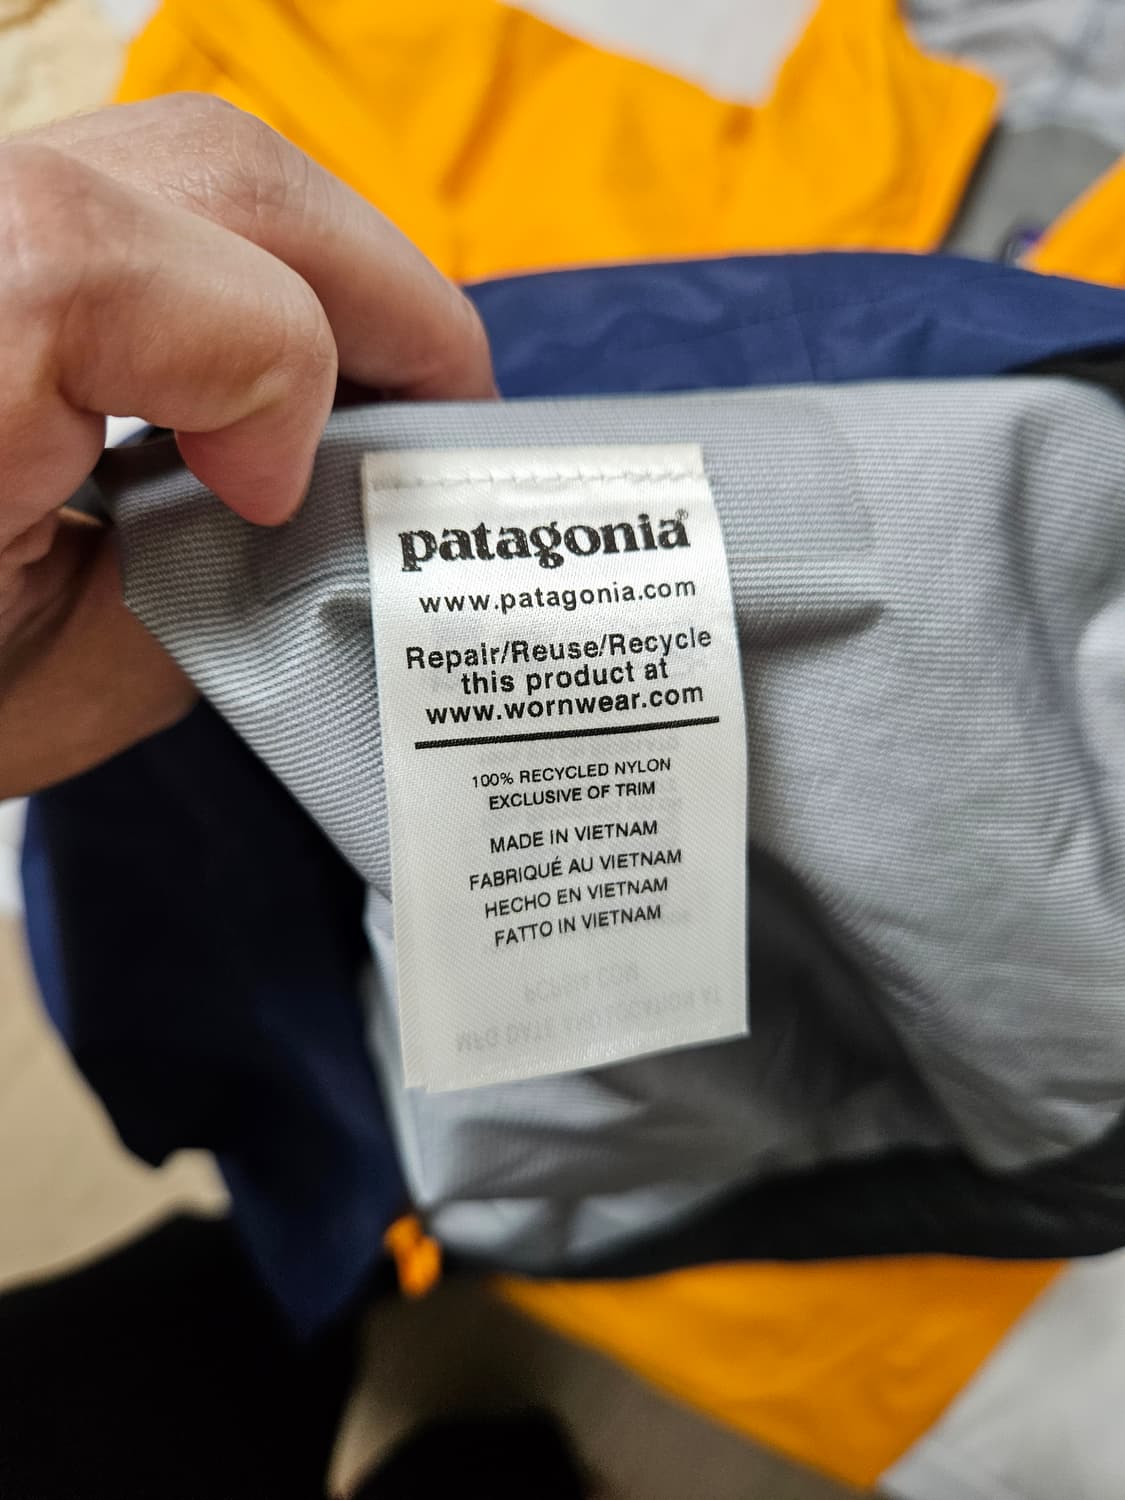 patagonia®
www.patagonia.com
Repair/Reuse/Recycle
this product at
www.wornwear.com
100% RECYCLED NYLON
EXCLUSIVE OF TRIM
MADE IN VIETNAM
FABRIQUÉ AU VIETNAM
HECHO EN VIETNAM
FATTO IN VIETNAM